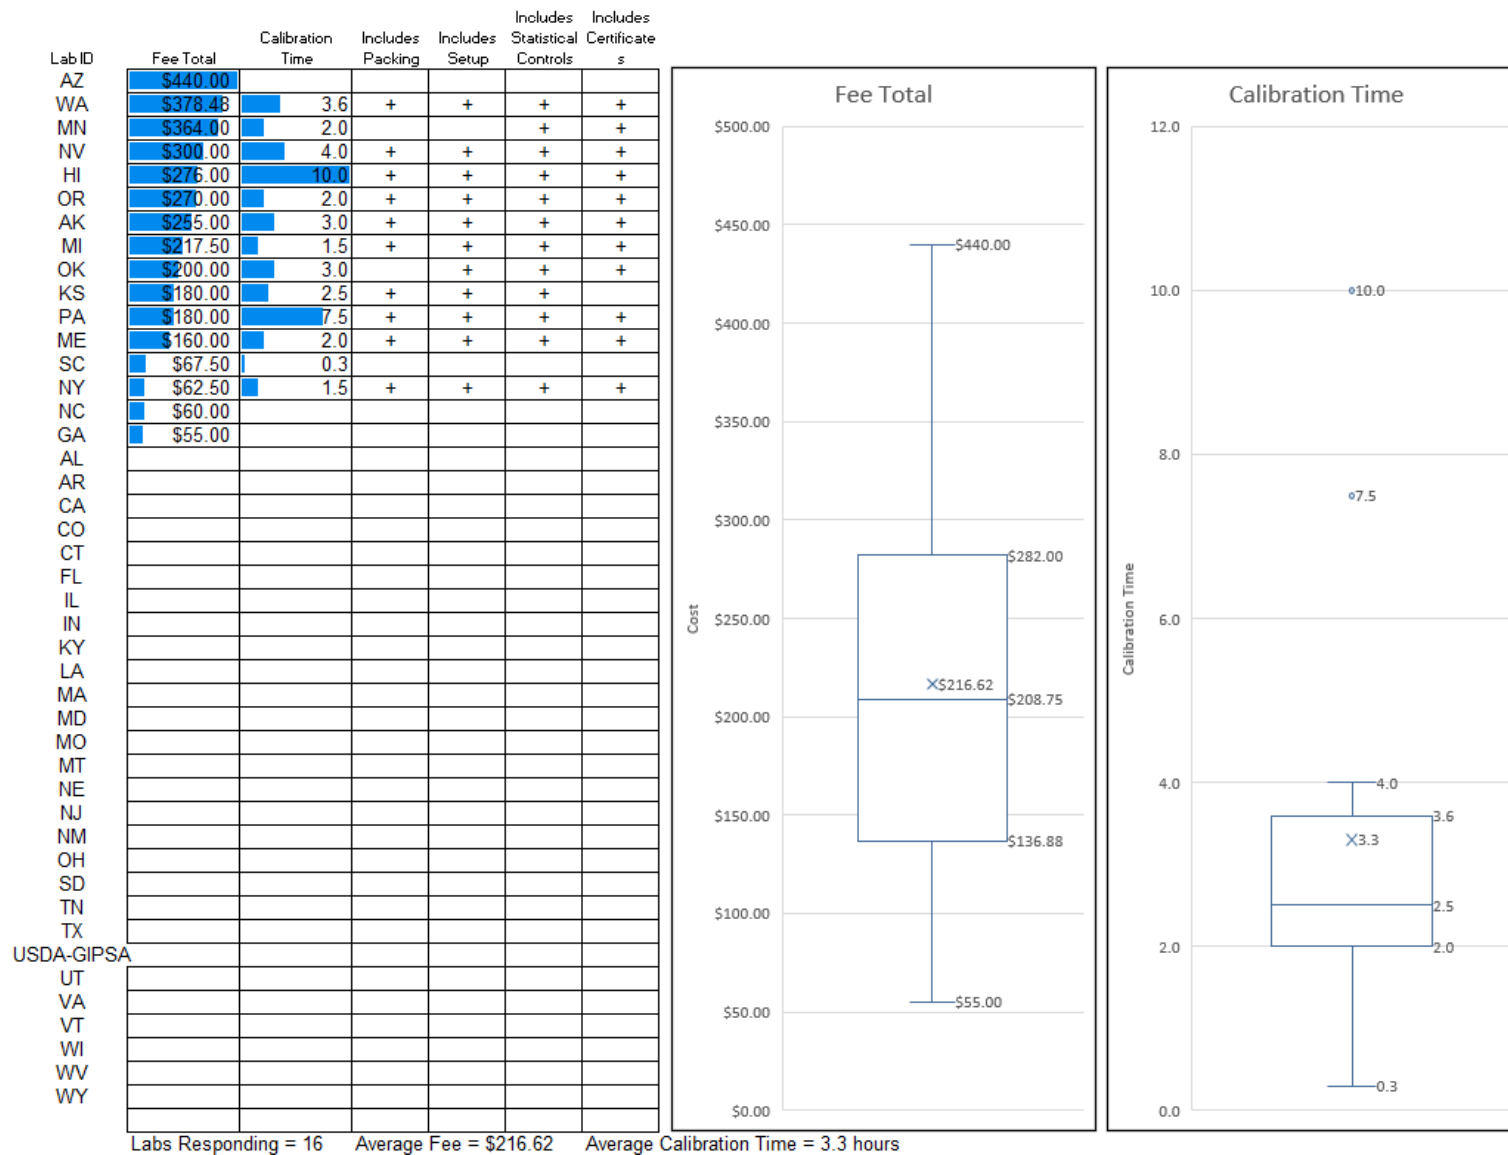 Lab ID Fee Total Calibration Time Includes Packing Includes Setup Includes Statistical Controls Includes Certificate s
AZ $440.00
WA $378.48 3.6 + + + +
MN $364.00 2.0 + +
NV $300.00 4.0 + + + +
HI $276.00 10.0 + + + +
OR $270.00 2.0 + + + +
AK $255.00 3.0 + + + +
MI $217.50 1.5 + + + +
OK $200.00 3.0 + + +
KS $180.00 2.5 + + +
PA $180.00 7.5 + + + +
ME $160.00 2.0 + + + +
SC $67.50 0.3
NY $62.50 1.5 + + + +
NC $60.00
GA $55.00
AL
AR
CA
CO
CT
FL
IL
IN
KY
LA
MA
MD
MO
MT
NE
NJ
NM
OH
SD
TN
TX
USDA-GIPSA
UT
VA
VT
WI
WV
WY
Labs Responding = 16 Average Fee = $216.62 Average Calibration Time = 3.3 hours
Fee Total
Cost
$500.00
$450.00
$400.00
$350.00
$300.00
$250.00
$200.00
$150.00
$100.00
$50.00
$0.00
$440.00
$282.00
$216.62
$208.75
$136.88
$55.00
Calibration Time
Calibration Time
12.0
10.0
8.0
6.0
4.0
2.0
0.0
10.0
7.5
4.0
3.6
3.3
2.5
2.0
0.3